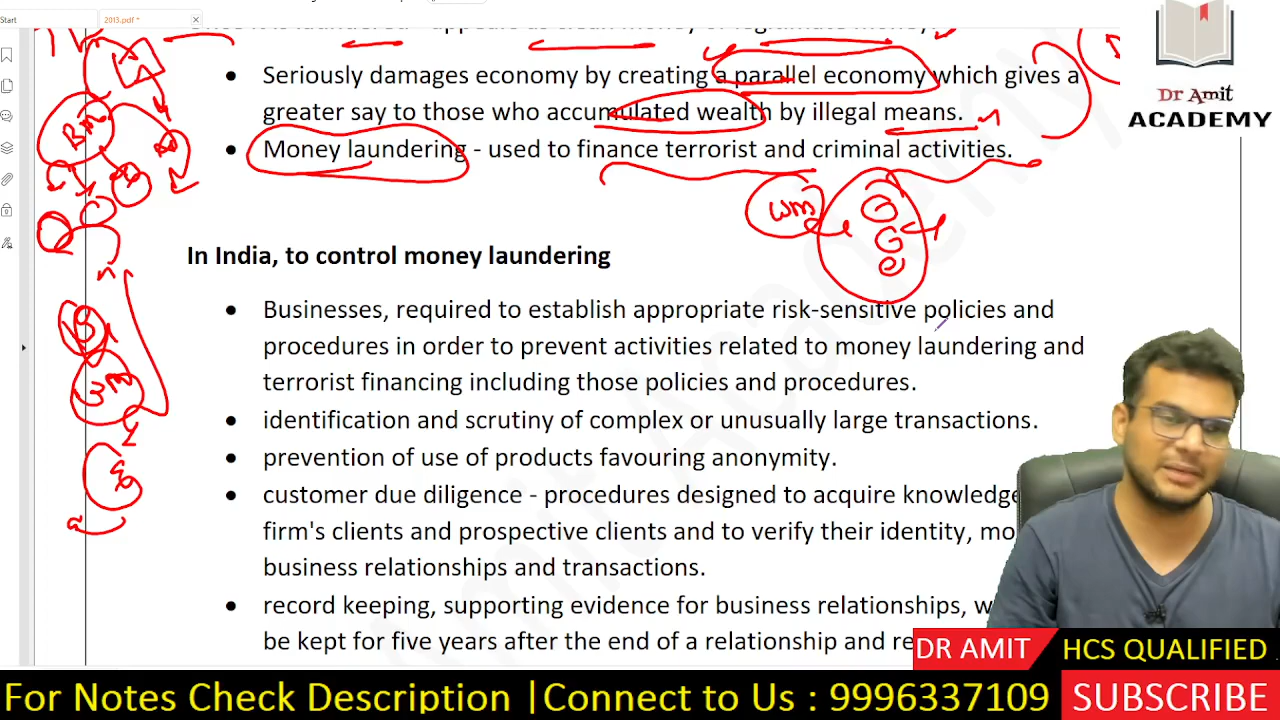 Start
2013.pdf *
Seriously damages economy by creating a parallel economy which gives a
greater say to those who accumulated wealth by illegal means.
Money laundering - used to finance terrorist and criminal activities.
wm
In India, to control money laundering
Businesses, required to establish appropriate risk-sensitive policies and
procedures in order to prevent activities related to money laundering and
terrorist financing including those policies and procedures.
identification and scrutiny of complex or unusually large transactions.
prevention of use of products favouring anonymity.
customer due diligence - procedures designed to acquire knowledge
firm's clients and prospective clients and to verify their identity,
business relationships and transactions.
record keeping, supporting evidence for business relationships,
be kept for five years after the end of a relationship and
Dr Amit
ACADEMY
DR AMIT HCS QUALIFIED
For Notes Check Description |Connect to Us : 9996337109 SUBSCRIBE